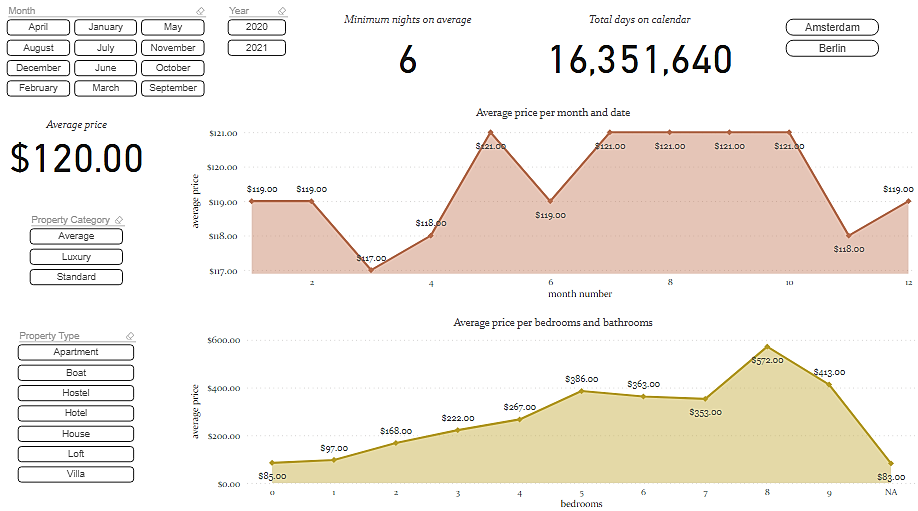 Month
April January May
August July November
December June October
February March September
Year
2020
2021
Minimum nights on average
6
Total days on calendar
16,351,640
Amsterdam
Berlin
Average price
$120.00
Property Category
Average
Luxury
Standard
Property Type
Apartment
Boat
Hostel
Hotel
House
Loft
Villa
Average price per month and date
average price
$121.00
$120.00
$119.00
$118.00
$117.00
$119.00 $119.00 $117.00 $118.00 $121.00 $119.00 $121.00 $121.00 $121.00 $121.00 $118.00 $119.00
2 4 6 8 10 12
month number
Average price per bedrooms and bathrooms
average price
$600.00
$400.00
$200.00
$0.00
$85.00 $97.00 $168.00 $222.00 $267.00 $386.00 $363.00 $353.00 $572.00 $413.00 $83.00
0 1 2 3 4 5 6 7 8 9 NA
bedrooms